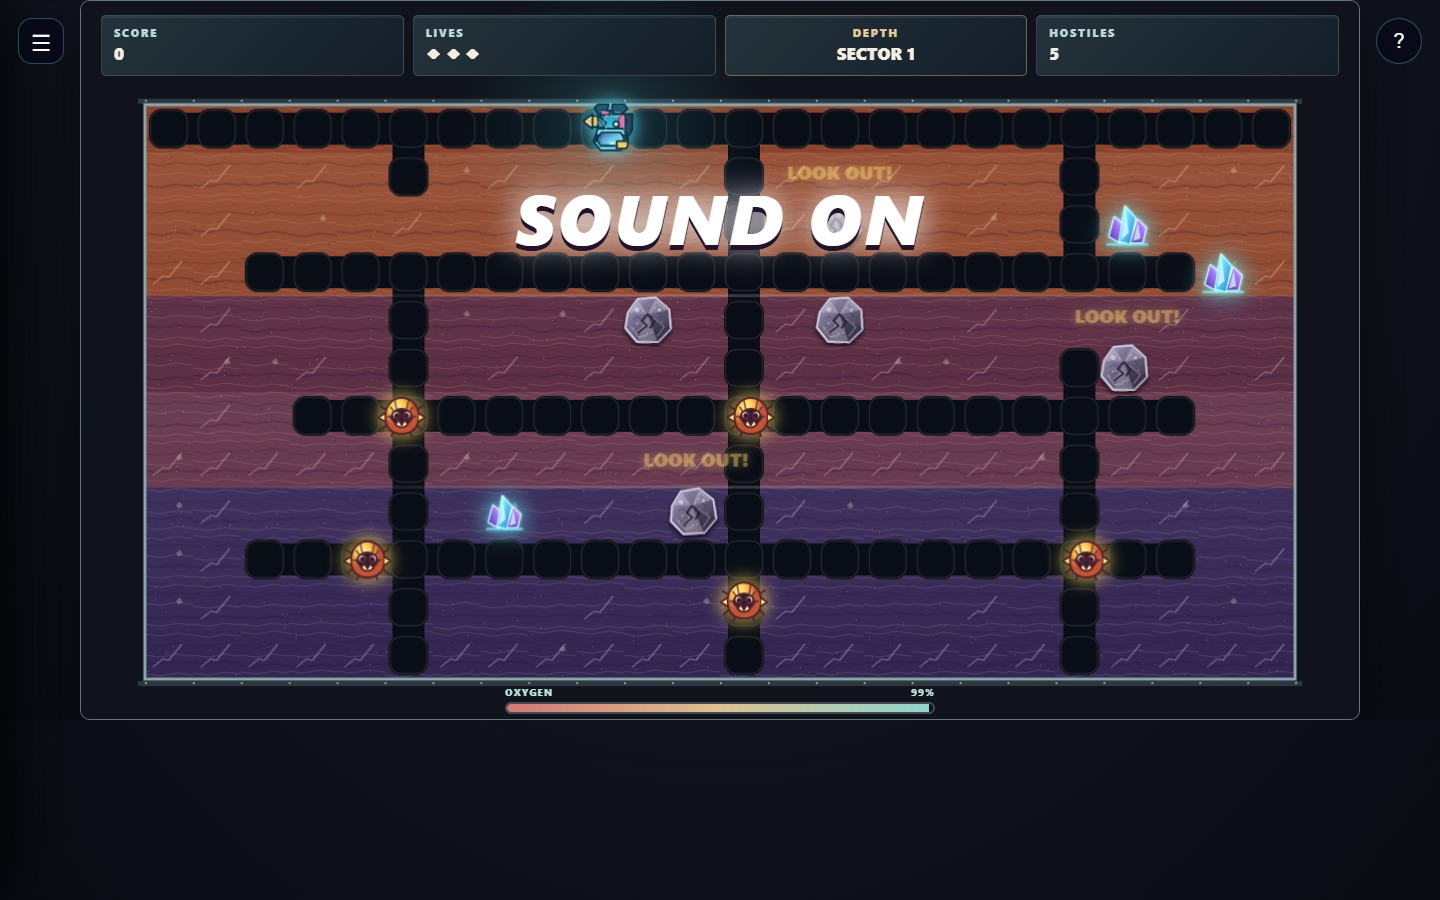 SCORE
0
LIVES
DEPTH
SECTOR 1
HOSTILES
5
?
LOOK OUT!
SOUND ON
LOOK OUT!
LOOK OUT!
OXYGEN
99%